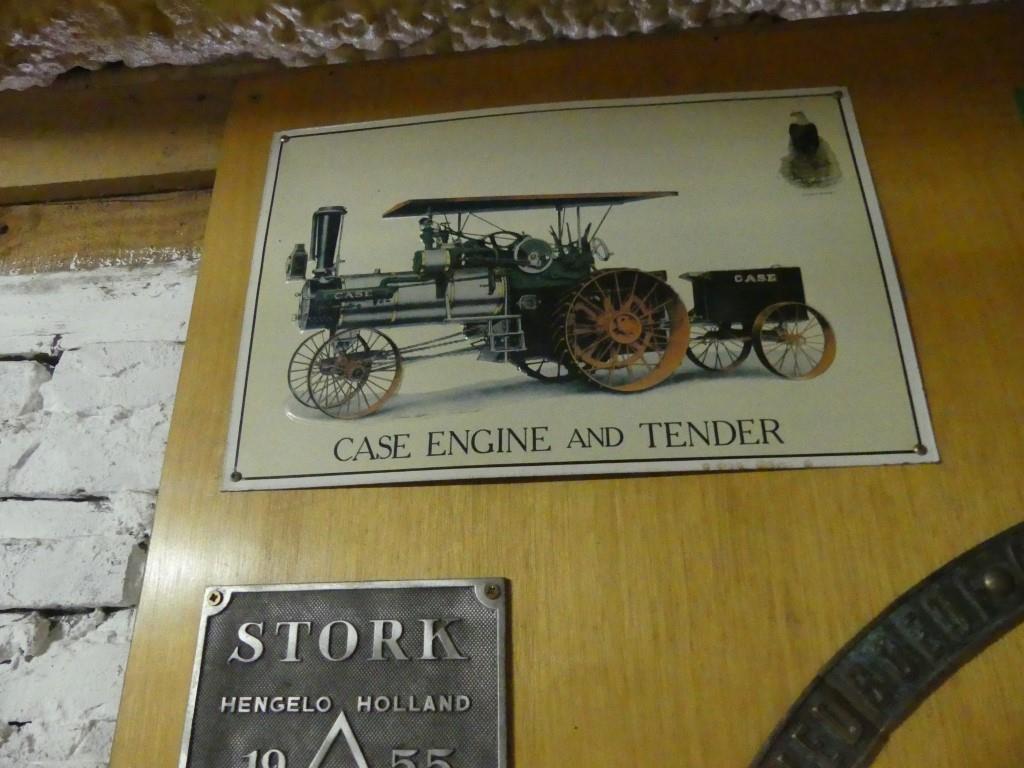 CASE
CASE
CASE ENGINE AND TENDER
STORK
HENGELO HOLLAND
19 55